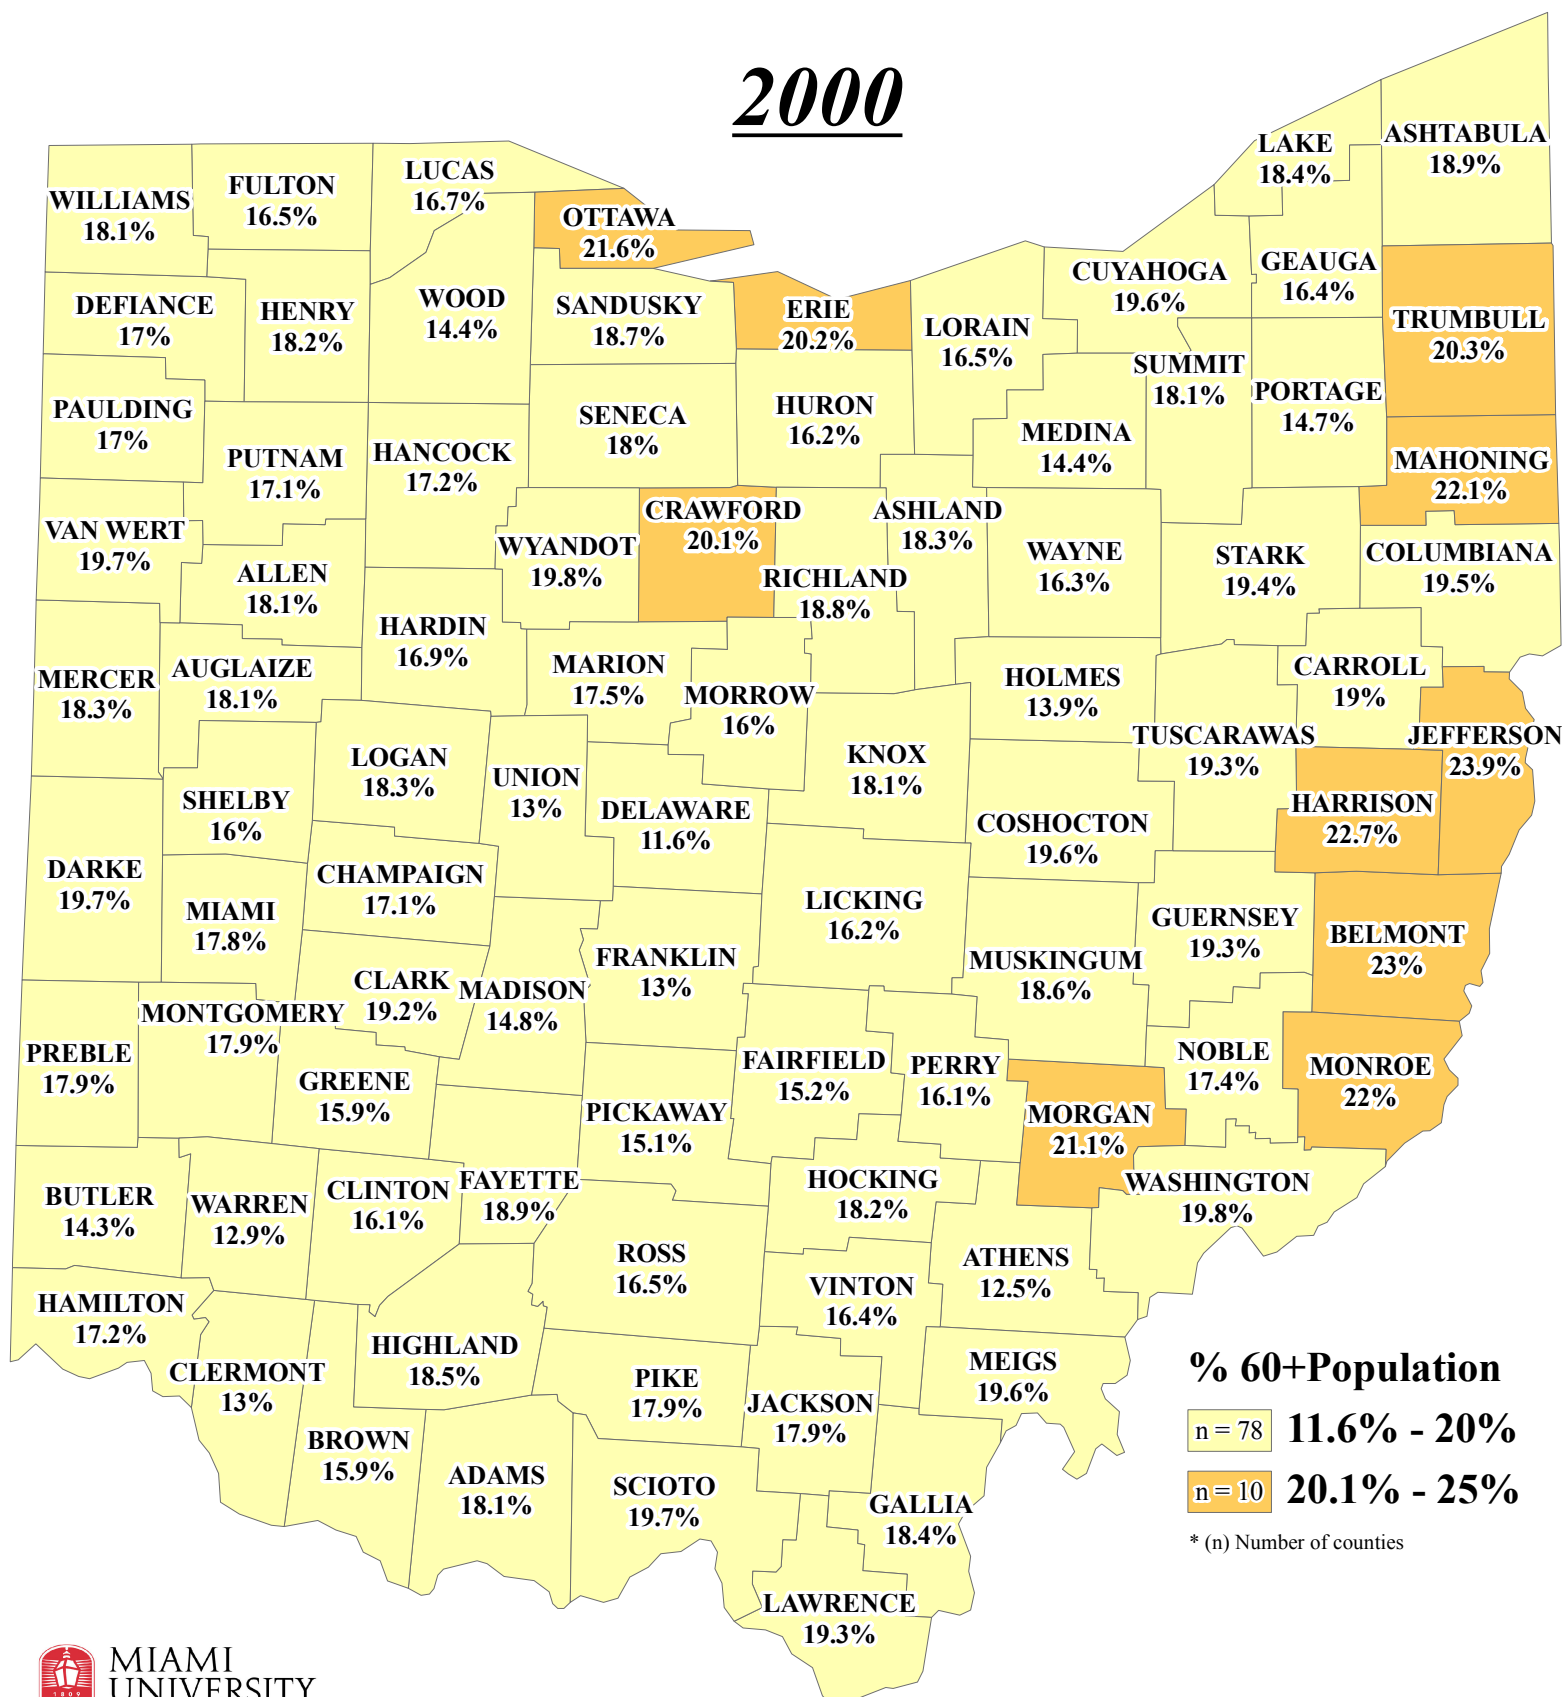 2000
LAKE
18.4%
ASHTABULA
18.9%
WILLIAMS
18.1%
FULTON
16.5%
LUCAS
16.7%
OTTAWA
21.6%
CUYAHOGA
19.6%
GEAUGA
16.4%
DEFIANCE
17%
HENRY
18.2%
WOOD
14.4%
SANDUSKY
18.7%
ERIE
20.2%
LORAIN
16.5%
TRUMBULL
20.3%
SUMMIT
18.1%
PORTAGE
14.7%
PAULDING
17%
PUTNAM
17.1%
HANCOCK
17.2%
SENECA
18%
HURON
16.2%
MEDINA
14.4%
MAHONING
22.1%
VAN WERT
19.7%
ALLEN
18.1%
WYANDOT
19.8%
CRAWFORD
20.1%
RICHLAND
18.8%
ASHLAND
18.3%
WAYNE
16.3%
STARK
19.4%
COLUMBIANA
19.5%
HARDIN
16.9%
MERCER
18.3%
AUGLAIZE
18.1%
MARION
17.5%
MORROW
16%
HOLMES
13.9%
CARROLL
19%
TUSCARAWAS
19.3%
JEFFERSON
23.9%
LOGAN
18.3%
UNION
13%
KNOX
18.1%
SHELBY
16%
DELAWARE
11.6%
COSHOCTON
19.6%
HARRISON
22.7%
DARKE
19.7%
CHAMPAIGN
17.1%
MIAMI
17.8%
LICKING
16.2%
GUERNSEY
19.3%
BELMONT
23%
FRANKLIN
13%
MUSKINGUM
18.6%
CLARK
19.2%
MADISON
14.8%
MONTGOMERY
17.9%
PREBLE
17.9%
GREENE
15.9%
FAIRFIELD
15.2%
PERRY
16.1%
NOBLE
17.4%
MONROE
22%
PICKAWAY
15.1%
MORGAN
21.1%
BUTLER
14.3%
WARREN
12.9%
CLINTON
16.1%
FAYETTE
18.9%
HOCKING
18.2%
WASHINGTON
19.8%
ROSS
16.5%
ATHENS
12.5%
VINTON
16.4%
HAMILTON
17.2%
CLERMONT
13%
HIGHLAND
18.5%
PIKE
17.9%
JACKSON
17.9%
MEIGS
19.6%
BROWN
15.9%
ADAMS
18.1%
SCIOTO
19.7%
GALLIA
18.4%
LAWRENCE
19.3%
% 60+Population
n = 78 11.6% - 20%
n = 10 20.1% - 25%
* (n) Number of counties
1809
MIAMI
UNIVERSITY